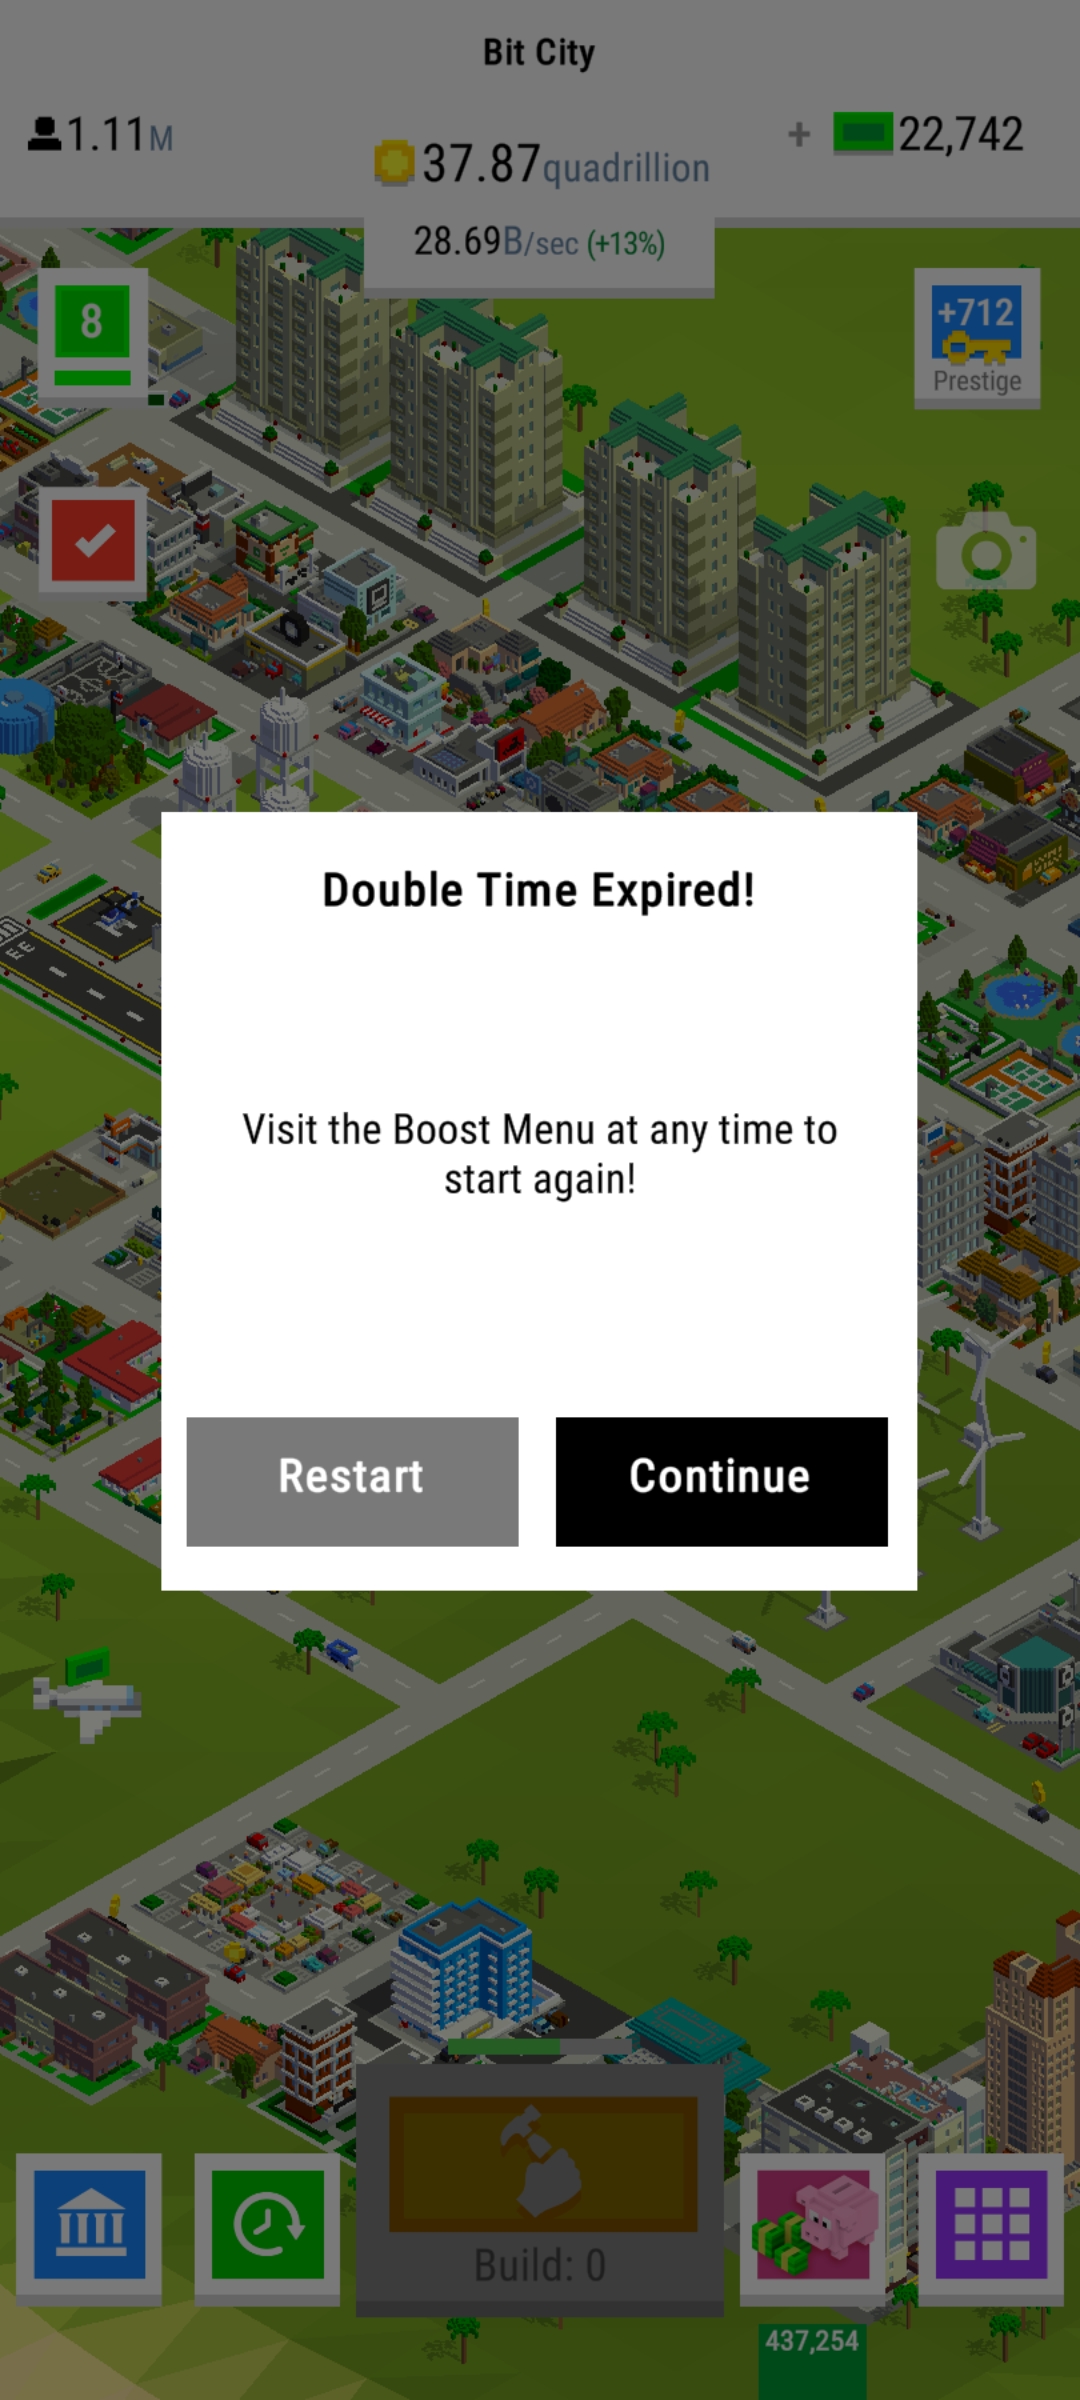 Bit City
1.11M
37.87quadrillion
+ 22,742
28.69B/sec (+13%)
8
+712
Prestige
Double Time Expired!
Visit the Boost Menu at any time to
start again!
Restart
Continue
Build: 0
437,254